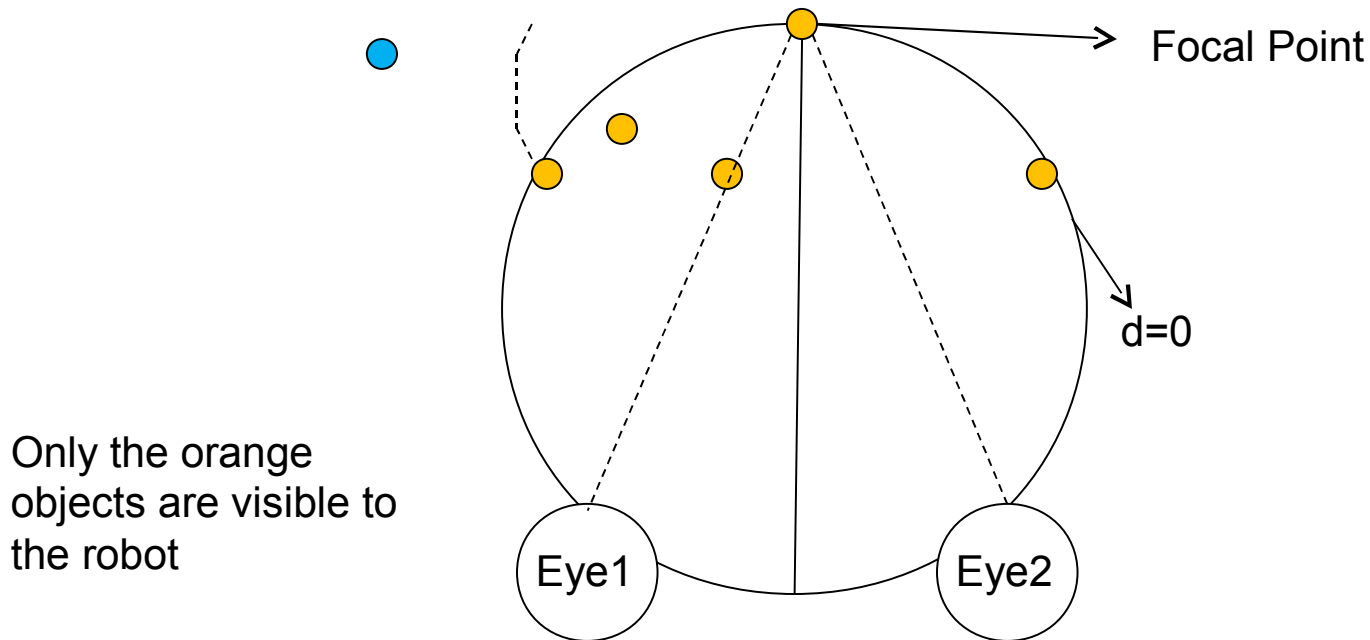 Focal Point
d=0
Only the orange
objects are visible to
the robot
Eye1
Eye2